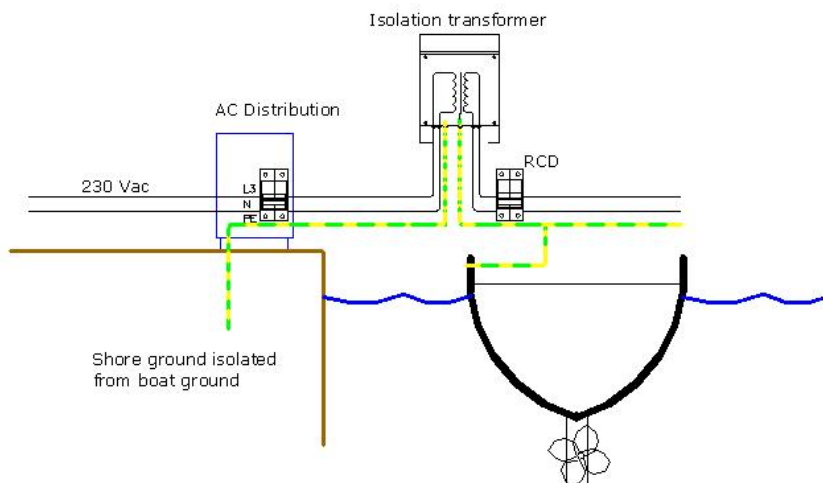 Isolation transformer
AC Distribution
RCD
230 Vac
L3
N
PE
Shore ground isolated
from boat ground